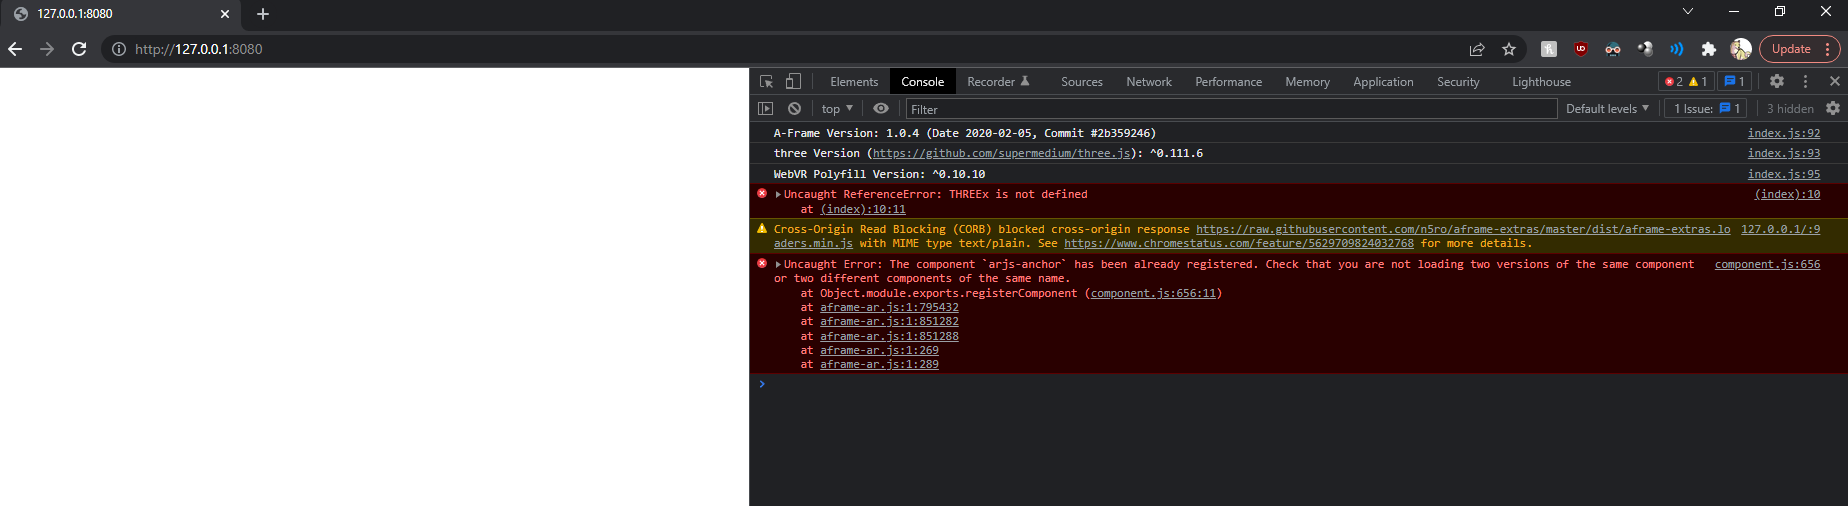 127.0.0.1:8080
http://127.0.0.1:8080
Update
Elements Console Recorder Sources Network Performance Memory Application Security Lighthouse 2 1 1
top Filter Default levels 1 Issue: 1 3 hidden
A-Frame Version: 1.0.4 (Date 2020-02-05, Commit #2b359246) index.js:92
three Version (https://github.com/supermedium/three.js): ^0.111.6 index.js:93
WebVR Polyfill Version: ^0.10.10 index.js:95
Uncaught ReferenceError: THREEx is not defined (index):10
at (index):10:11
Cross-Origin Read Blocking (CORB) blocked cross-origin response https://raw.githubusercontent.com/n5ro/aframe-extras/master/dist/aframe-extras.lo 127.0.0.1/:9
aders.min.js with MIME type text/plain. See https://www.chromestatus.com/feature/5629709824032768 for more details.
Uncaught Error: The component `arjs-anchor` has been already registered. Check that you are not loading two versions of the same component component.js:656
or two different components of the same name.
at Object.module.exports.registerComponent (component.js:656:11)
at aframe-ar.js:1:795432
at aframe-ar.js:1:851282
at aframe-ar.js:1:851288
at aframe-ar.js:1:269
at aframe-ar.js:1:289